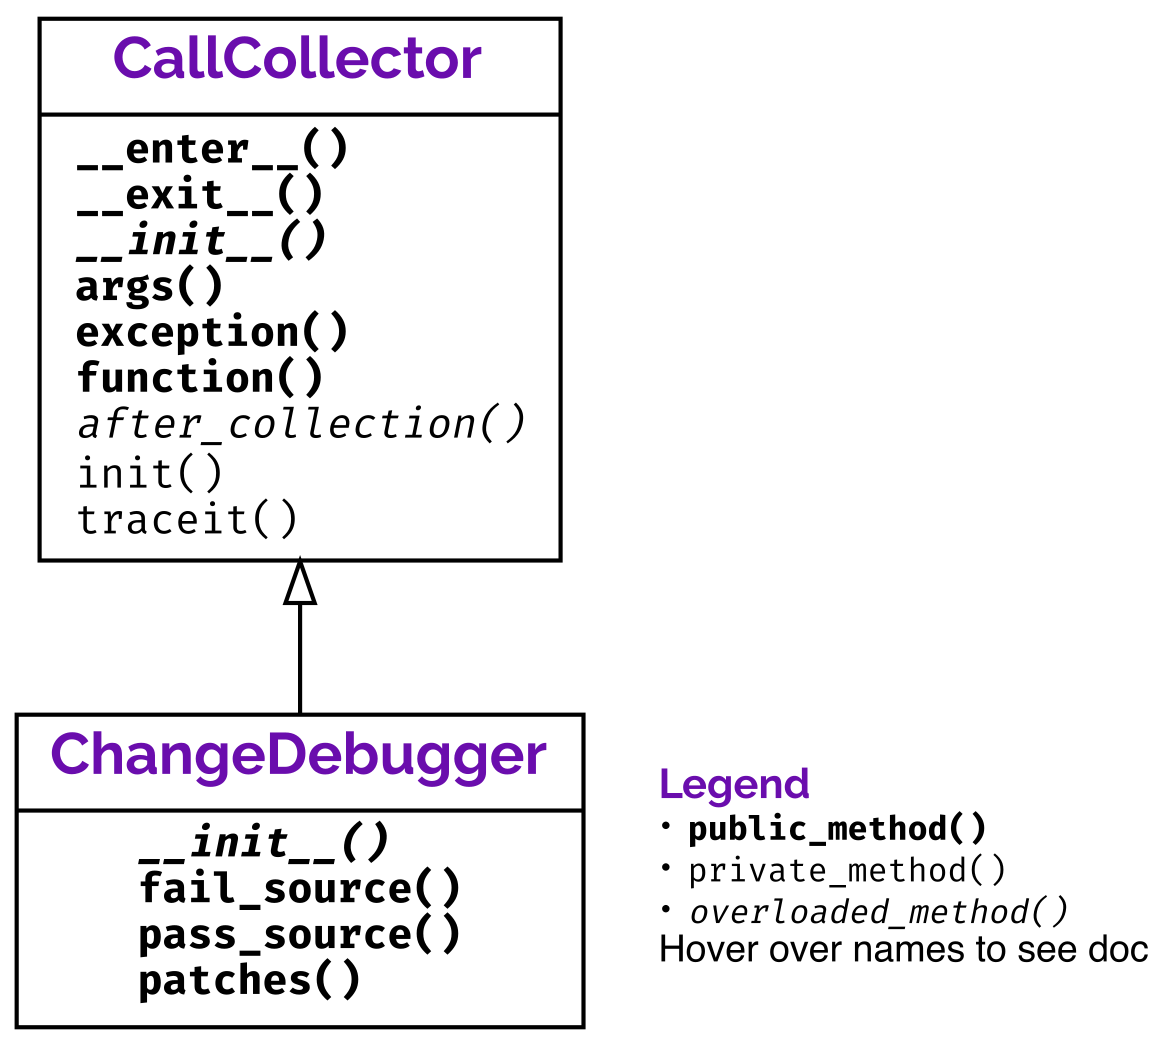 CallCollector
__enter__()
__exit__()
__init__()
args()
exception()
function()
after_collection()
init()
traceit()
ChangeDebugger
__init__()
fail_source()
pass_source()
patches()
Legend
• public_method()
• private_method()
• overloaded_method()
Hover over names to see doc